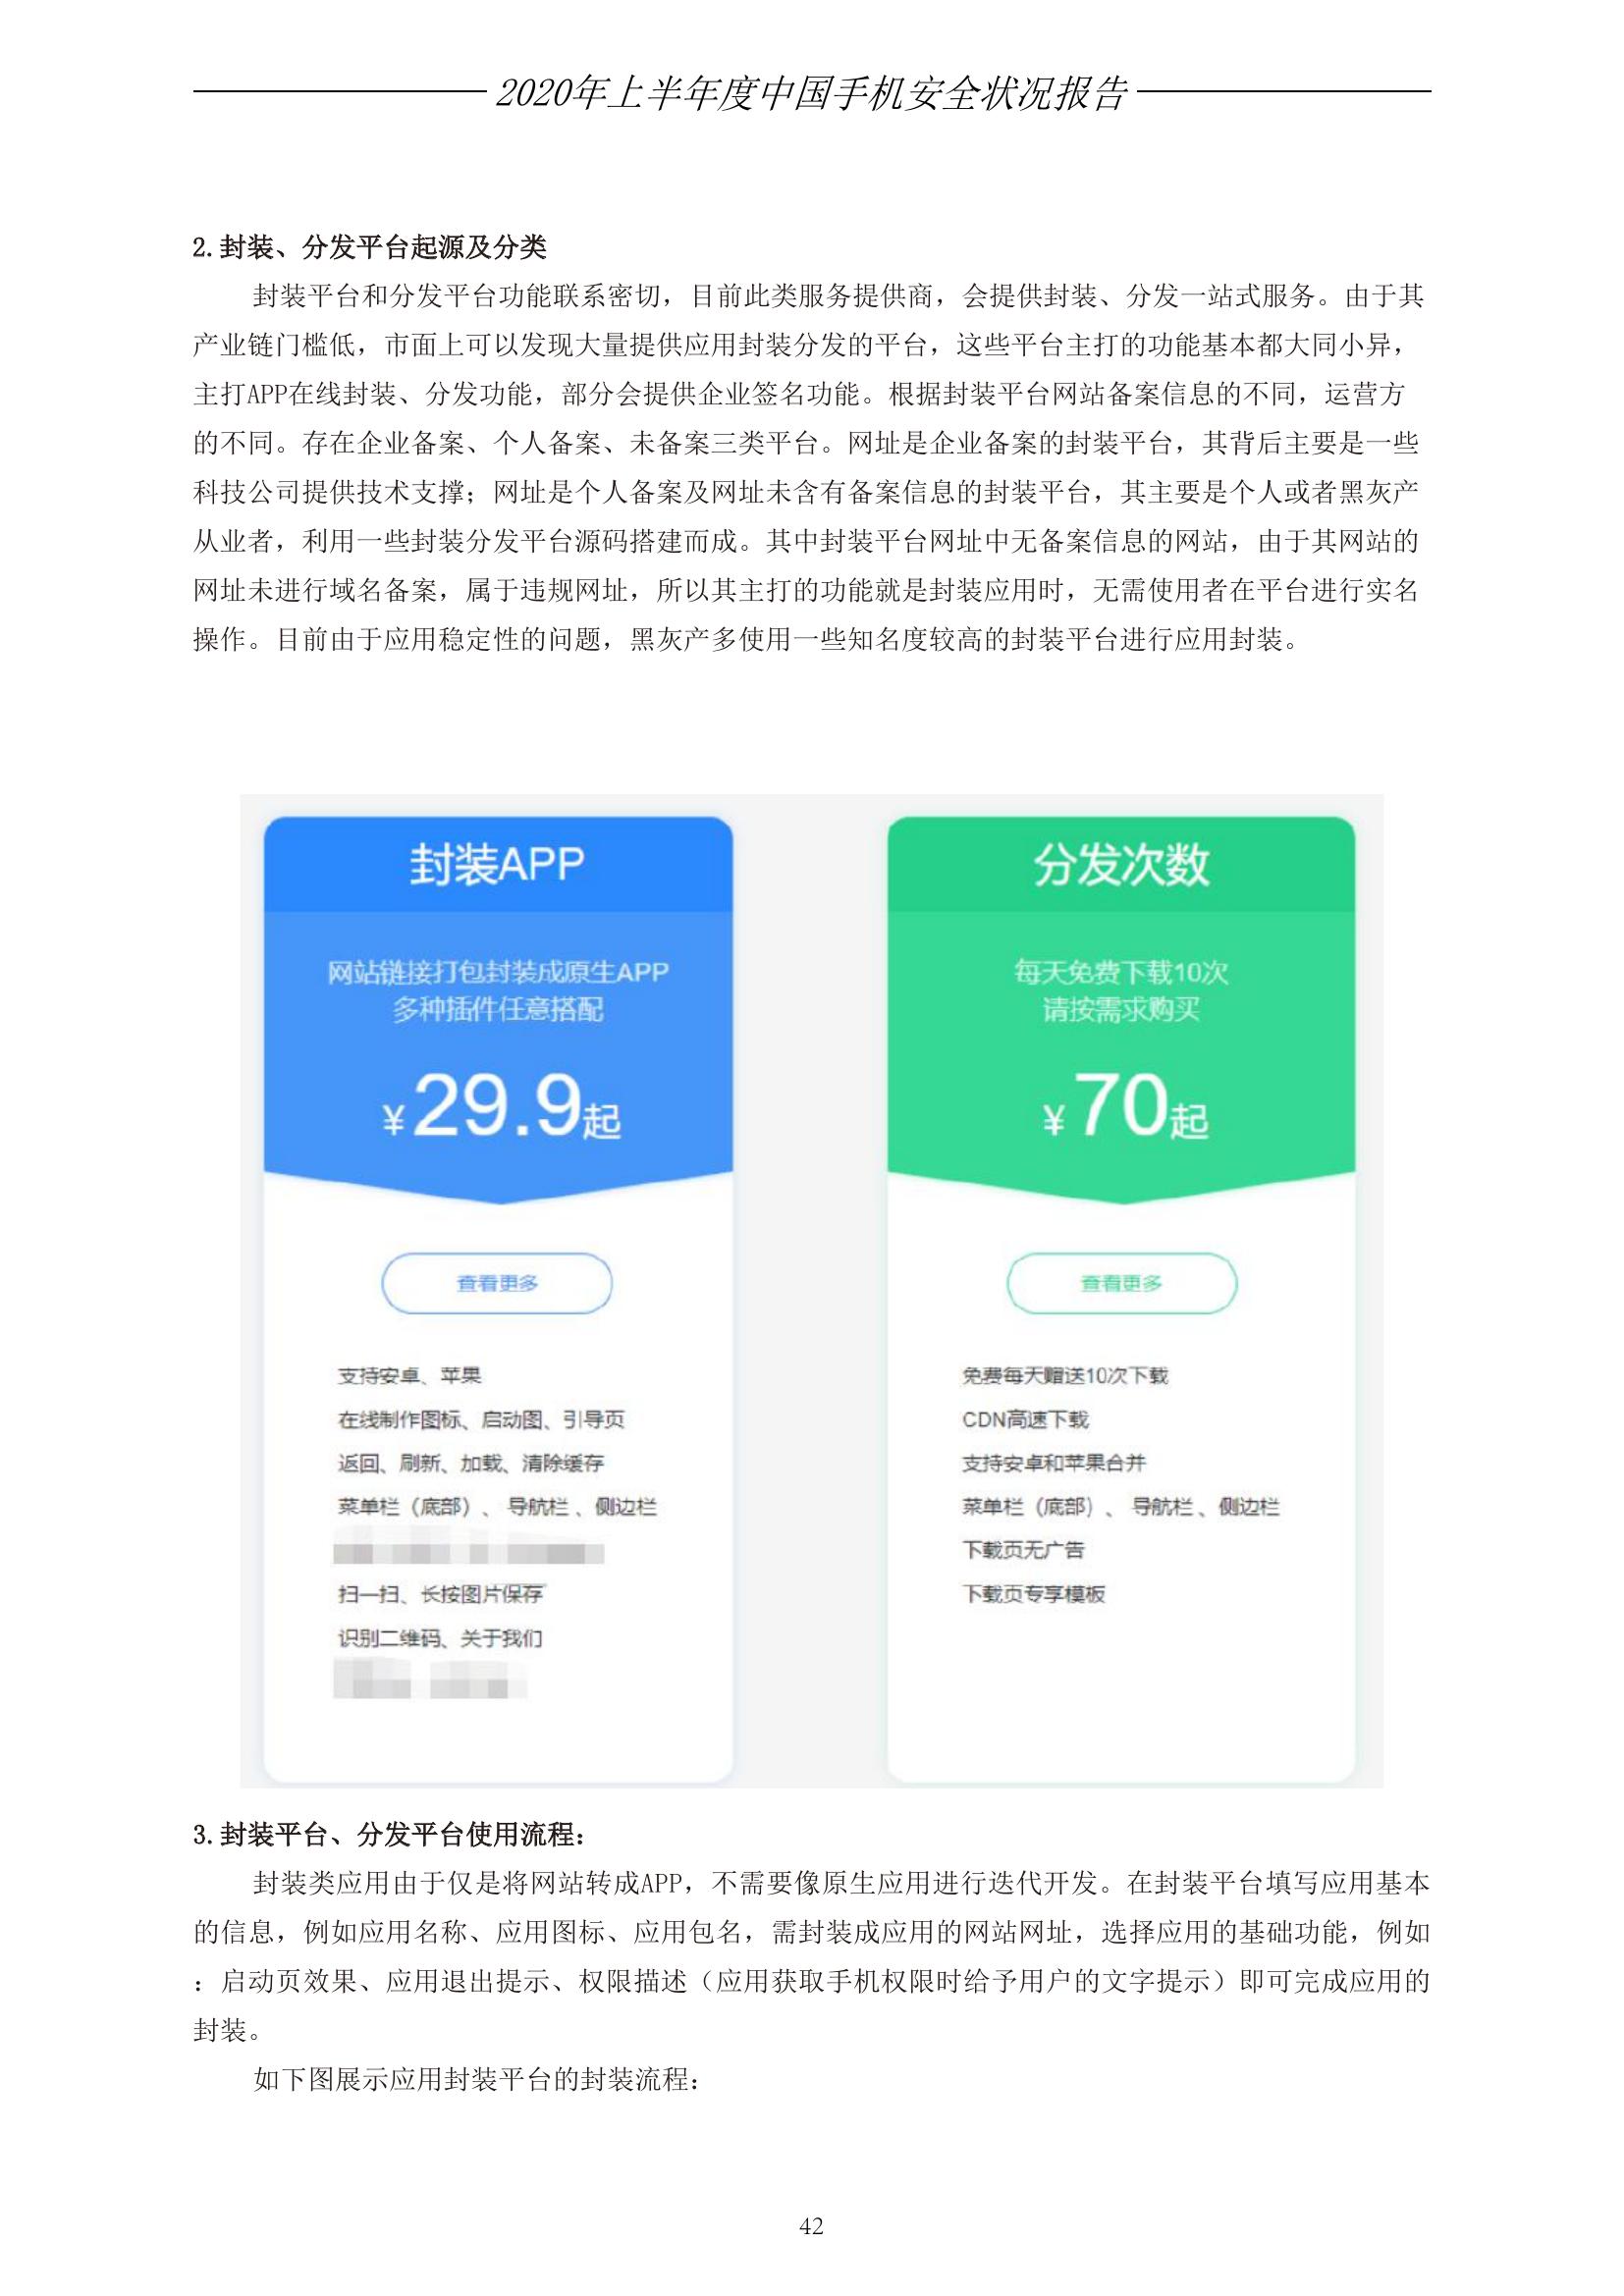 2020年上半年度中国手机安全状况报告
2.封装、分发平台起源及分类
封装平台和分发平台功能联系密切，目前此类服务提供商，会提供封装、分发一站式服务。由于其
产业链门槛低，市面上可以发现大量提供应用封装分发的平台，这些平台主打的功能基本都大同小异，
主打APP在线封装、分发功能，部分会提供企业签名功能。根据封装平台网站备案信息的不同，运营方
的不同。存在企业备案、个人备案、未备案三类平台。网址是企业备案的封装平台，其背后主要是一些
科技公司提供技术支撑；网址是个人备案及网址未含有备案信息的封装平台，其主要是个人或者黑灰产
从业者，利用一些封装分发平台源码搭建而成。其中封装平台网址中无备案信息的网站，由于其网站的
网址未进行域名备案，属于违规网址，所以其主打的功能就是封装应用时，无需使用者在平台进行实名
操作。目前由于应用稳定性的问题，黑灰产多使用一些知名度较高的封装平台进行应用封装。
封装APP
网站链接打包封装成原生APP
多种插件任意搭配
¥29.9起
查看更多
支持安卓、苹果
在线制作图标、启动图、引导页
返回、刷新、加载、清除缓存
菜单栏（底部）、导航栏、侧边栏
扫一扫、长按图片保存
识别二维码、关于我们
分发次数
每天免费下载10次
请按需求购买
¥70起
查看更多
免费每天赠送10次下载
CDN高速下载
支持安卓和苹果合并
菜单栏（底部）、导航栏、侧边栏
下载页无广告
下载页专享模板
3.封装平台、分发平台使用流程：
封装类应用由于仅是将网站转成APP，不需要像原生应用进行迭代开发。在封装平台填写应用基本
的信息，例如应用名称、应用图标、应用包名，需封装成应用的网站网址，选择应用的基础功能，例如
：启动页效果、应用退出提示、权限描述（应用获取手机权限时给予用户的文字提示）即可完成应用的
封装。
如下图展示应用封装平台的封装流程：
42